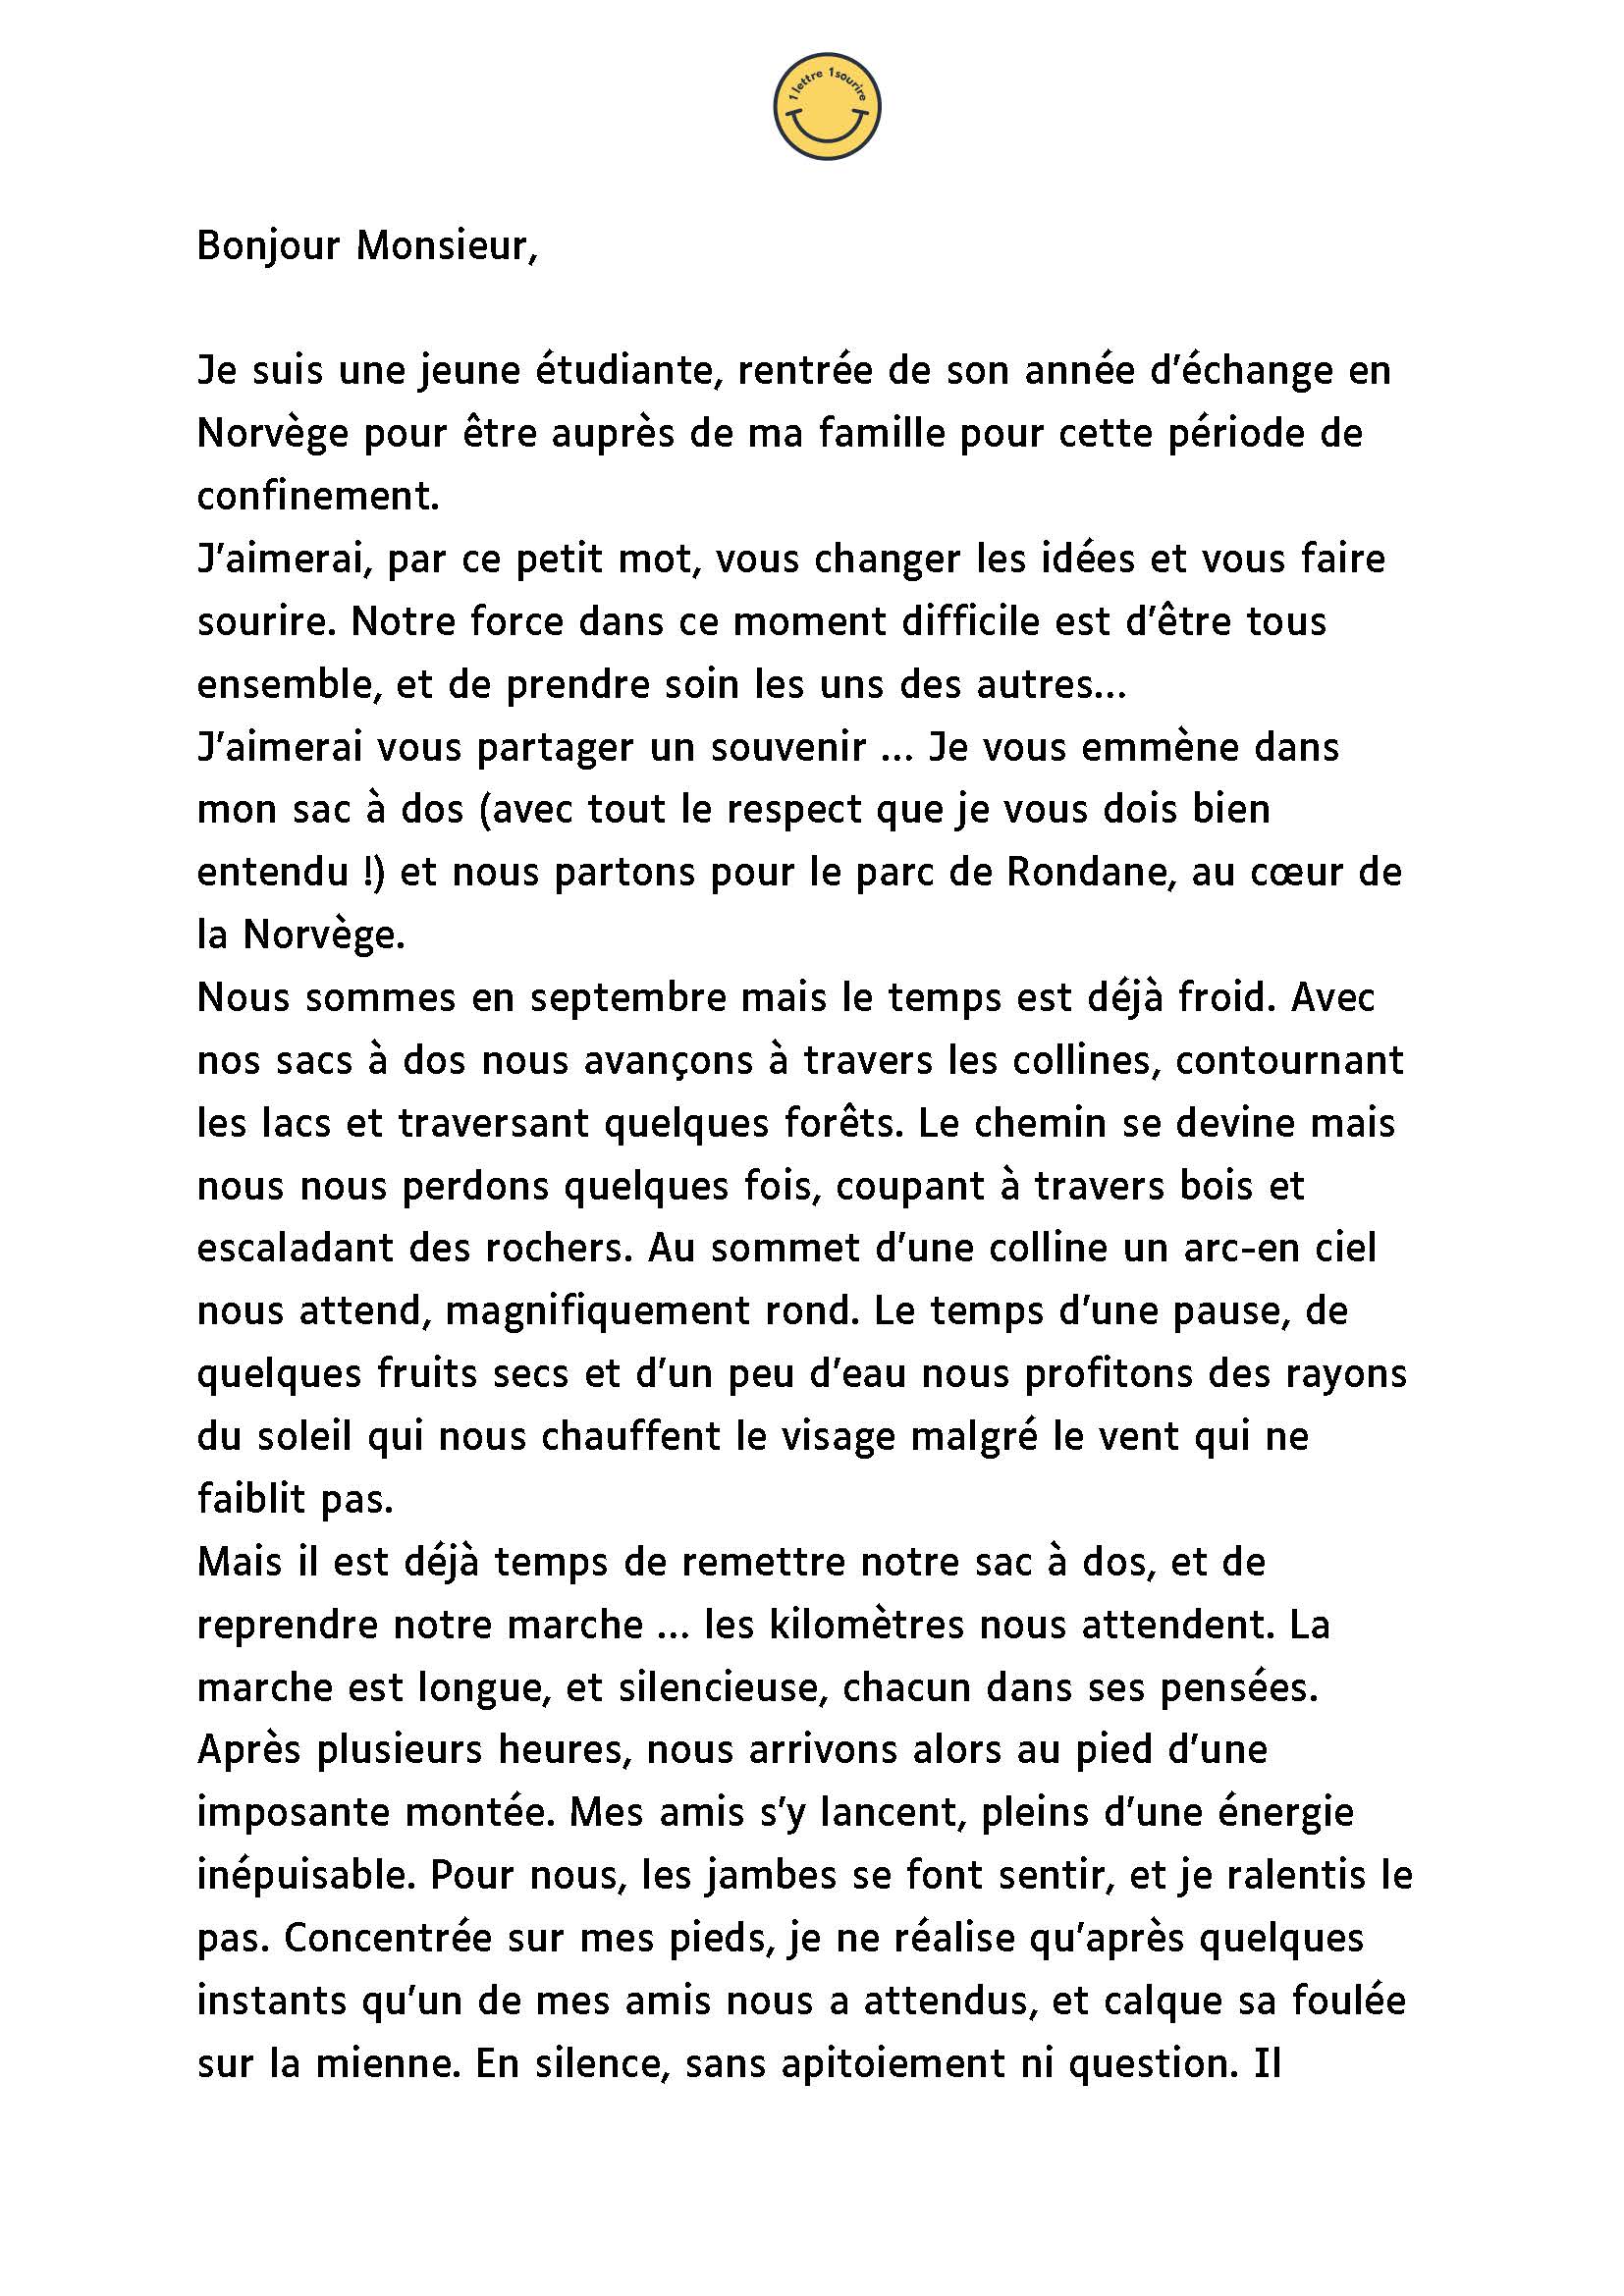 1 lettre 1 sourire
Bonjour Monsieur,
Je suis une jeune étudiante, rentrée de son année d’échange en
Norvège pour être auprès de ma famille pour cette période de
confinement.
J’aimerai, par ce petit mot, vous changer les idées et vous faire
sourire. Notre force dans ce moment difficile est d’être tous
ensemble, et de prendre soin les uns des autres…
J’aimerai vous partager un souvenir … Je vous emmène dans
mon sac à dos (avec tout le respect que je vous dois bien
entendu !) et nous partons pour le parc de Rondane, au cœur de
la Norvège.
Nous sommes en septembre mais le temps est déjà froid. Avec
nos sacs à dos nous avançons à travers les collines, contournant
les lacs et traversant quelques forêts. Le chemin se devine mais
nous nous perdons quelques fois, coupant à travers bois et
escaladant des rochers. Au sommet d’une colline un arc-en ciel
nous attend, magnifiquement rond. Le temps d’une pause, de
quelques fruits secs et d’un peu d’eau nous profitons des rayons
du soleil qui nous chauffent le visage malgré le vent qui ne
faiblit pas.
Mais il est déjà temps de remettre notre sac à dos, et de
reprendre notre marche … les kilomètres nous attendent. La
marche est longue, et silencieuse, chacun dans ses pensées.
Après plusieurs heures, nous arrivons alors au pied d’une
imposante montée. Mes amis s’y lancent, pleins d’une énergie
inépuisable. Pour nous, les jambes se font sentir, et je ralentis le
pas. Concentrée sur mes pieds, je ne réalise qu’après quelques
instants qu’un de mes amis nous a attendus, et calque sa foulée
sur la mienne. En silence, sans apitoiement ni question. Il